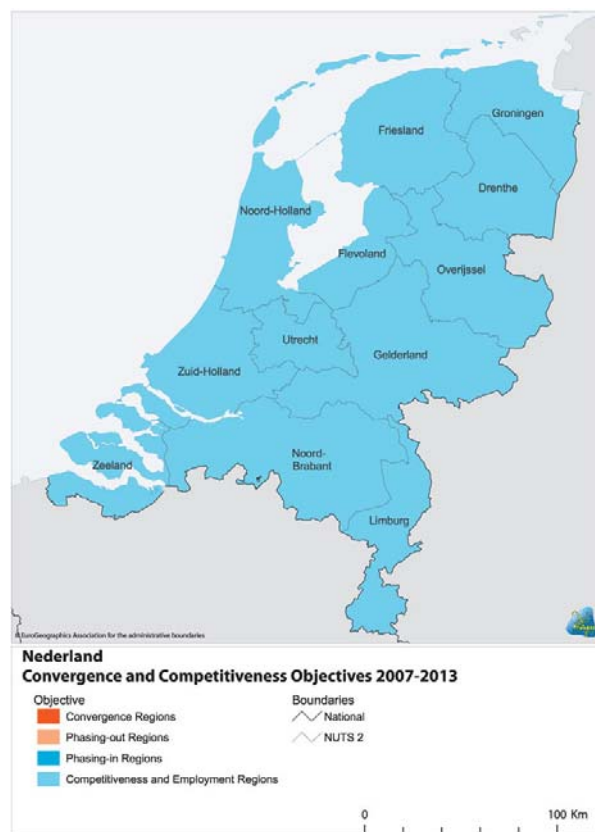 Groningen
Friesland
Drenthe
Noord-Holland
Flevoland
Overijssel
Utrecht
Gelderland
Zuid-Holland
Noord-
Brabant
Zeeland
Limburg
© EuroGeographics Association for the administrative boundaries
Nederland
Convergence and Competitiveness Objectives 2007-2013
Objective
Convergence Regions
Phasing-out Regions
Phasing-in Regions
Competitiveness and Employment Regions
Boundaries
National
NUTS 2
0 100 Km